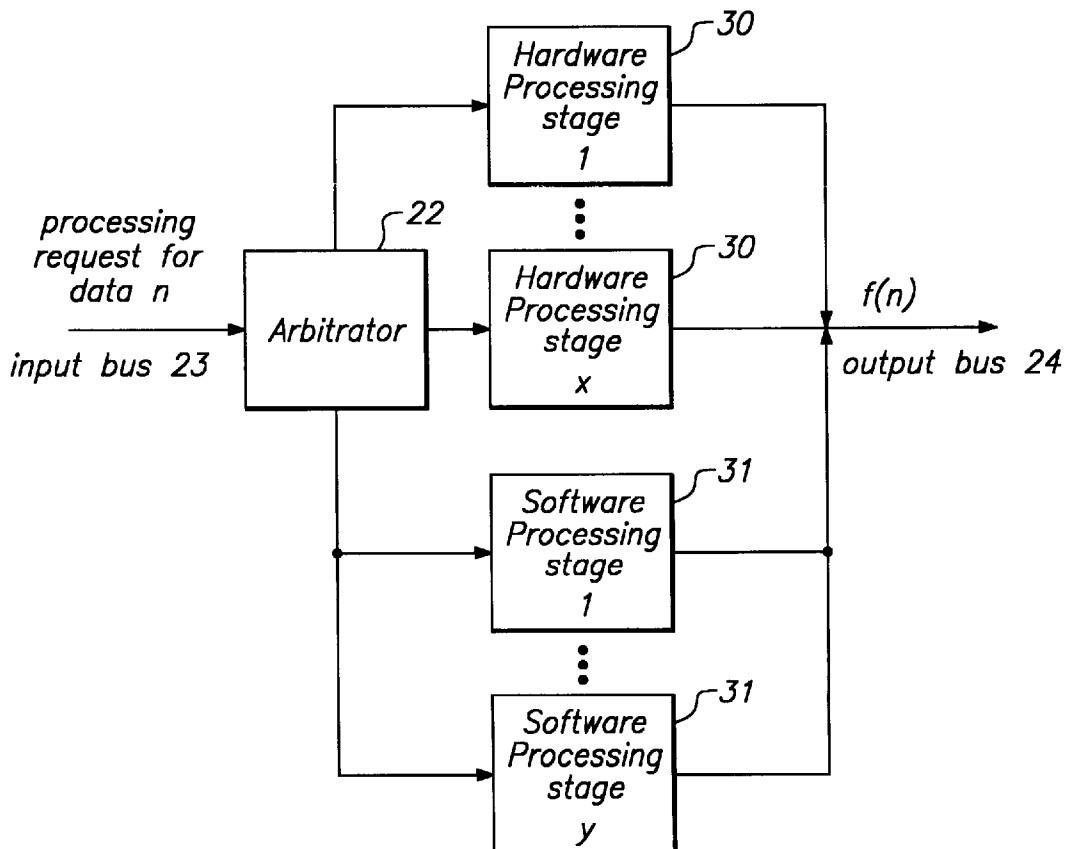 30
Hardware
Processing
stage
1
processing
request for
data n
input bus 23
22
Arbitrator
30
Hardware
Processing
stage
x
f(n)
output bus 24
31
Software
Processing
stage
1
31
Software
Processing
stage
y